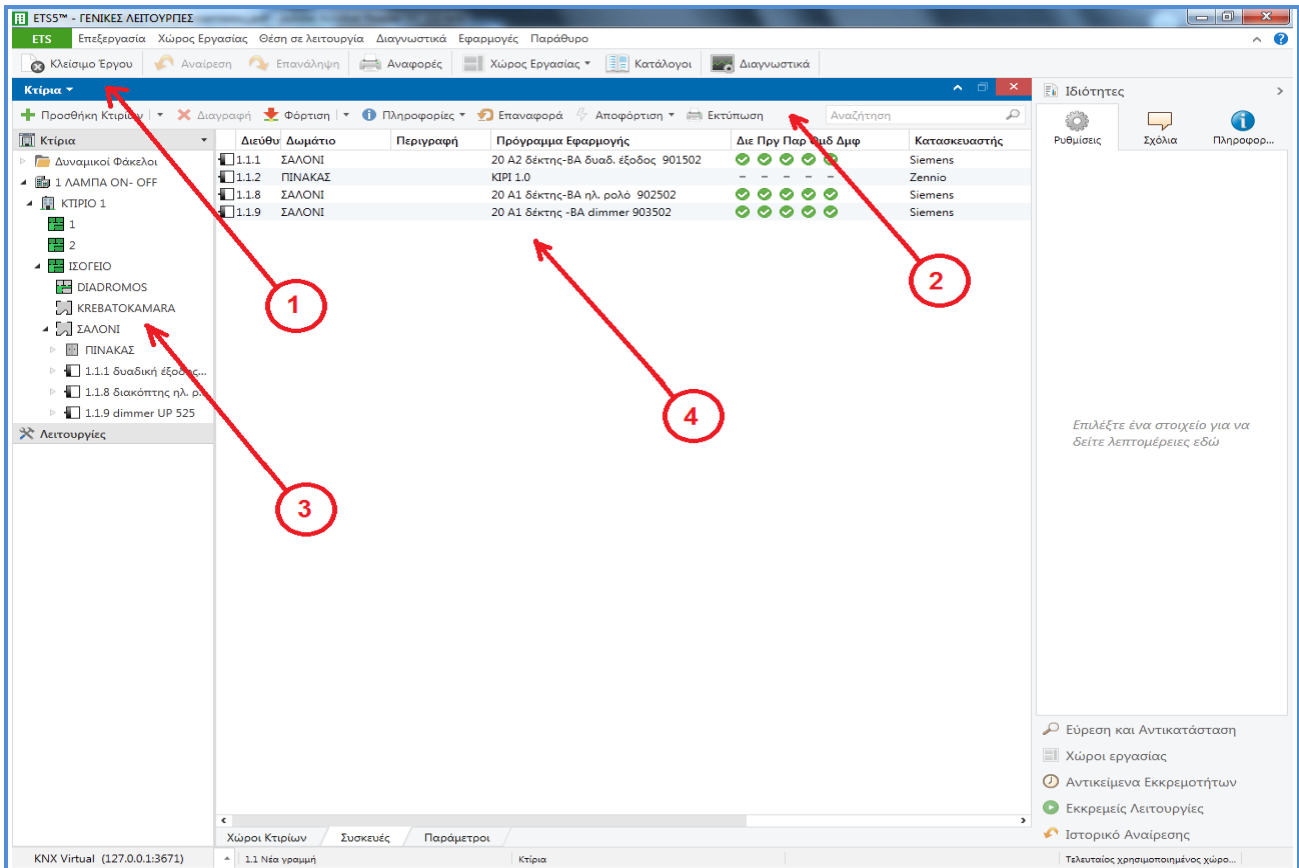 ETS5™ - ΓΕΝΙΚΕΣ ΛΕΙΤΟΥΡΓΙΕΣ
ETS Επεξεργασία Χώρος Εργασίας Θέση σε λειτουργία Διαγνωστικά Εφαρμογές Παράθυρο
Κλείσιμο Έργου Αναίρεση Επανάληψη Αναφορές Χώρος Εργασίας Κατάλογοι Διαγνωστικά
Κτίρια
Προσθήκη Κτιρίων Διαγραφή Φόρτιση Πληροφορίες Επαναφορά Αποφόρτιση Εκτύπωση Αναζήτηση
Κτίρια
Δυναμικοί Φάκελοι
1 ΛΑΜΠΑ ON- OFF
ΚΤΙΡΙΟ 1
1
2
ΙΣΟΓΕΙΟ
DIADROMOS
KREBATOKAMARA
ΣΑΛΟΝΙ
ΠΙΝΑΚΑΣ
1.1.1 δυαδική έξοδος...
1.1.8 διακόπτης ηλ. ρ...
1.1.9 dimmer UP 525
Λειτουργίες
Διεύθυ Δωμάτιο Περιγραφή Πρόγραμμα Εφαρμογής Διε Πργ Παρ Ομδ Δμφ Κατασκευαστής
1.1.1 ΣΑΛΟΝΙ 20 A2 δέκτης-BA δυαδ. έξοδος 901502 Siemens
1.1.2 ΠΙΝΑΚΑΣ KIPI 1.0 – – – – – Zennio
1.1.8 ΣΑΛΟΝΙ 20 A1 δέκτης-BA ηλ. ρολό 902502 Siemens
1.1.9 ΣΑΛΟΝΙ 20 A1 δέκτης -BA dimmer 903502 Siemens
1
2
3
4
Χώροι Κτιρίων Συσκευές Παράμετροι
Ιδιότητες
Ρυθμίσεις Σχόλια Πληροφορ...
Επιλέξτε ένα στοιχείο για να
δείτε λεπτομέρειες εδώ
Εύρεση και Αντικατάσταση
Χώροι εργασίας
Αντικείμενα Εκκρεμοτήτων
Εκκρεμείς Λειτουργίες
Ιστορικό Αναίρεσης
KNX Virtual (127.0.0.1:3671) 1.1 Νέα γραμμή Κτίρια Τελευταίος χρησιμοποιημένος χώρο...